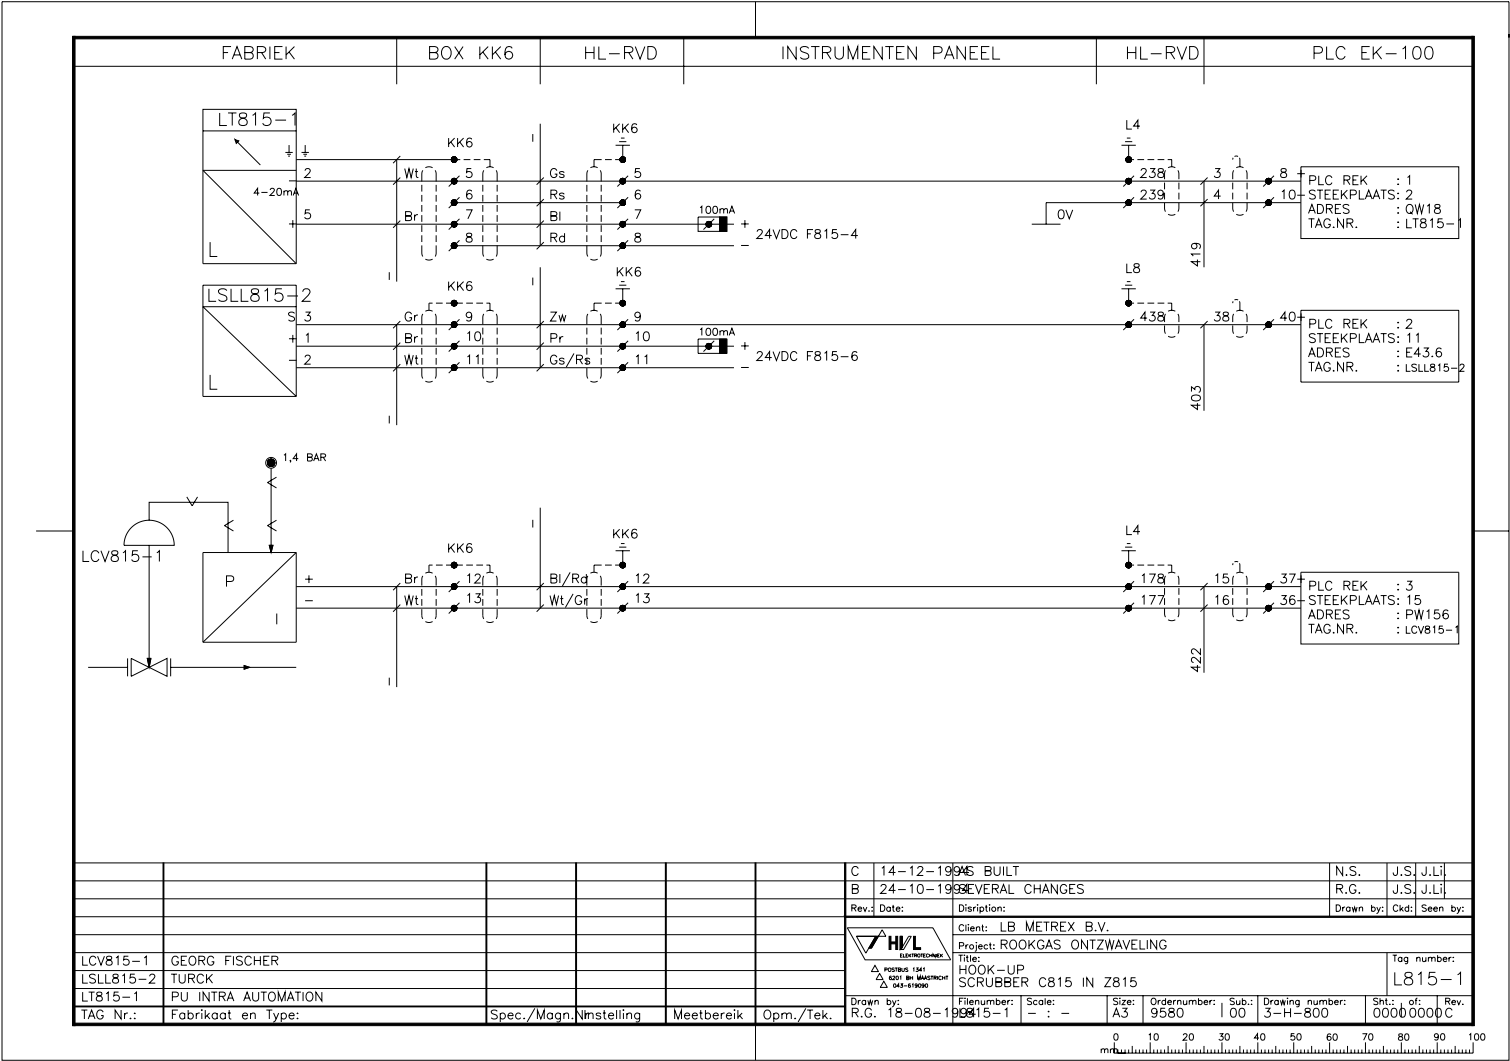 FABRIEK BOX KK6 HL-RVD INSTRUMENTEN PANEEL HL-RVD PLC EK-100
LT815-1
4-20mA
L
2
5
+
KK6
Wt
Br
5
6
7
8
Gs
Rs
Bl
Rd
KK6
5
6
7
8
100mA
+
-
24VDC F815-4
0V
L4
238
239
3
4
419
8 +
10 -
PLC REK : 1
STEEKPLAATS: 2
ADRES : QW18
TAG.NR. : LT815-1
LSLL815-2
S 3
+ 1
- 2
L
KK6
Gr
Br
Wt
9
10
11
Zw
Pr
Gs/Rs
KK6
9
10
11
100mA
+
-
24VDC F815-6
L8
438
38
403
40 +
PLC REK : 2
STEEKPLAATS: 11
ADRES : E43.6
TAG.NR. : LSLL815-2
1,4 BAR
LCV815-1
P
I
+
-
KK6
Br
Wt
12
13
Bl/Rd
Wt/Gr
KK6
12
13
L4
178
177
15
16
422
37 +
36 -
PLC REK : 3
STEEKPLAATS: 15
ADRES : PW156
TAG.NR. : LCV815-1
LCV815-1 GEORG FISCHER
LSLL815-2 TURCK
LT815-1 PU INTRA AUTOMATION
TAG Nr.: Fabrikaat en Type: Spec./Magn.Nr. Instelling Meetbereik Opm./Tek.
C 14-12-1994 AS BUILT N.S. J.S. J.Li.
B 24-10-1994 SEVERAL CHANGES R.G. J.S. J.Li.
Rev.: Date: Disription: Drawn by: Ckd: Seen by:
HVL
ELEKTROTECHNIEK
POSTBUS 1341
6201 BH MAASTRICHT
043-619090
Client: LB METREX B.V.
Project: ROOKGAS ONTZWAVELING
Title:
HOOK-UP
SCRUBBER C815 IN Z815
Tag number:
L815-1
Drawn by: Filenumber: Scale: Size: Ordernumber: Sub.: Drawing number: Sht.: of: Rev.
R.G. 18-08-1994 L815-1 - : - A3 9580 00 3-H-800 0000 0000 C
mm 0 10 20 30 40 50 60 70 80 90 100